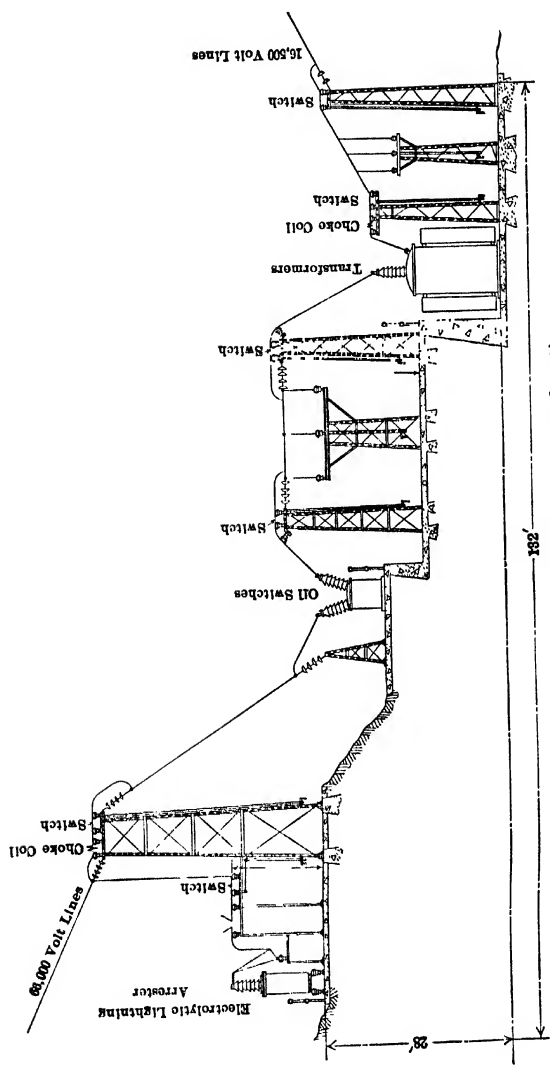 68,000 Volt Lines
Choke Coil
Switch
Switch
Electrolytic Lightning
Arrester
Oil Switches
Switch
Switch
Transformers
Choke Coil
Switch
Switch
16,500 Volt Lines
28'
132'